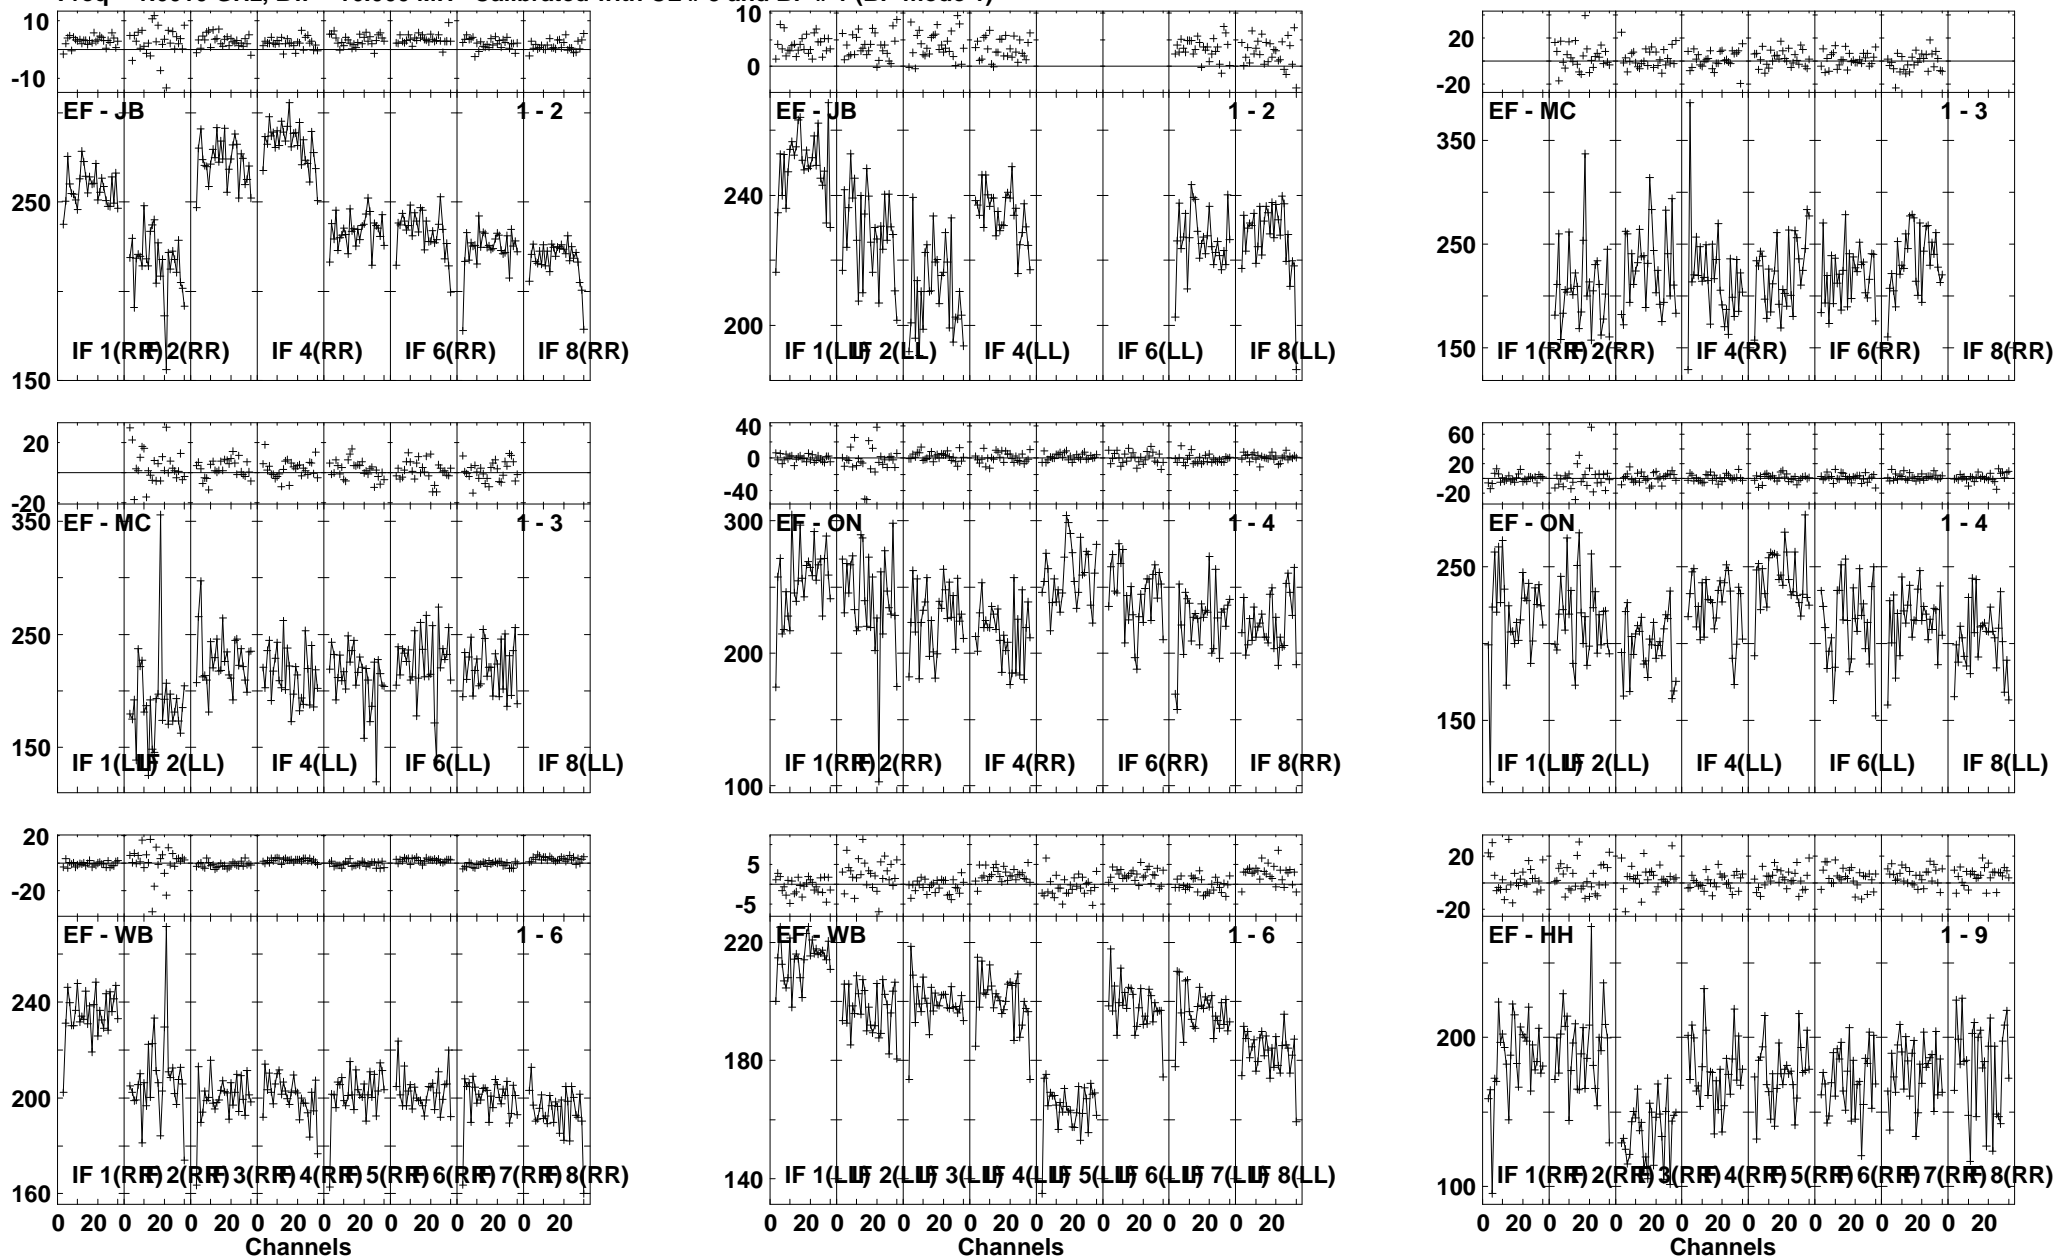 10
-10
EF - JB 1 - 2
250
150
IF 1(RR) IF 2(RR) IF 4(RR) IF 6(RR) IF 8(RR)
10
0
EF - JB 1 - 2
240
200
IF 1(LL) IF 2(LL) IF 4(LL) IF 6(LL) IF 8(LL)
20
-20
EF - MC 1 - 3
350
250
150
IF 1(RR) IF 2(RR) IF 4(RR) IF 6(RR) IF 8(RR)
20
-20
EF - MC 1 - 3
350
250
150
IF 1(LL) IF 2(LL) IF 4(LL) IF 6(LL) IF 8(LL)
40
0
-40
EF - ON 1 - 4
300
200
100
IF 1(RR) IF 2(RR) IF 4(RR) IF 6(RR) IF 8(RR)
60
20
-20
EF - ON 1 - 4
250
150
IF 1(LL) IF 2(LL) IF 4(LL) IF 6(LL) IF 8(LL)
20
-20
EF - WB 1 - 6
240
200
160
IF 1(RR) IF 2(RR) IF 3(RR) IF 4(RR) IF 5(RR) IF 6(RR) IF 7(RR) IF 8(RR)
0 20 0 20 0 20 0 20 0 20 0 20 0 20 0 20
Channels
5
-5
EF - WB 1 - 6
220
180
140
IF 1(LL) IF 2(LL) IF 3(LL) IF 4(LL) IF 5(LL) IF 6(LL) IF 7(LL) IF 8(LL)
0 20 0 20 0 20 0 20 0 20 0 20 0 20 0 20
Channels
20
-20
EF - HH 1 - 9
200
100
IF 1(RR) IF 2(RR) IF 3(RR) IF 4(RR) IF 5(RR) IF 6(RR) IF 7(RR) IF 8(RR)
0 20 0 20 0 20 0 20 0 20 0 20 0 20 0 20
Channels